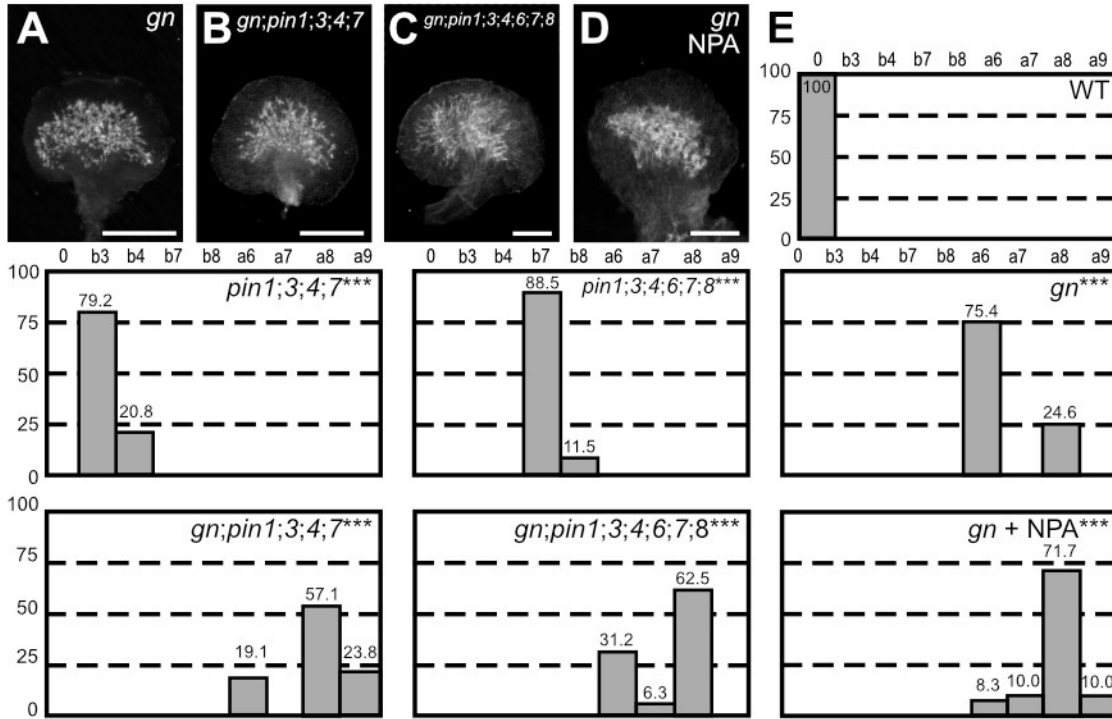 A
gn
B
gn;pin1;3;4;7
C
gn;pin1;3;4;6;7;8
D
gn
NPA
E
0 b3 b4 b7 b8 a6 a7 a8 a9
100
75
50
25
0
100
WT
0 b3 b4 b7 b8 a6 a7 a8 a9
0 b3 b4 b7 b8 a6 a7 a8 a9
0 b3 b4 b7 b8 a6 a7 a8 a9
100
75
50
25
0
79.2
20.8
pin1;3;4;7***
88.5
11.5
pin1;3;4;6;7;8***
75.4
24.6
gn***
100
75
50
25
0
19.1
57.1
23.8
gn;pin1;3;4;7***
31.2
6.3
62.5
gn;pin1;3;4;6;7;8***
8.3
10.0
71.7
10.0
gn + NPA***